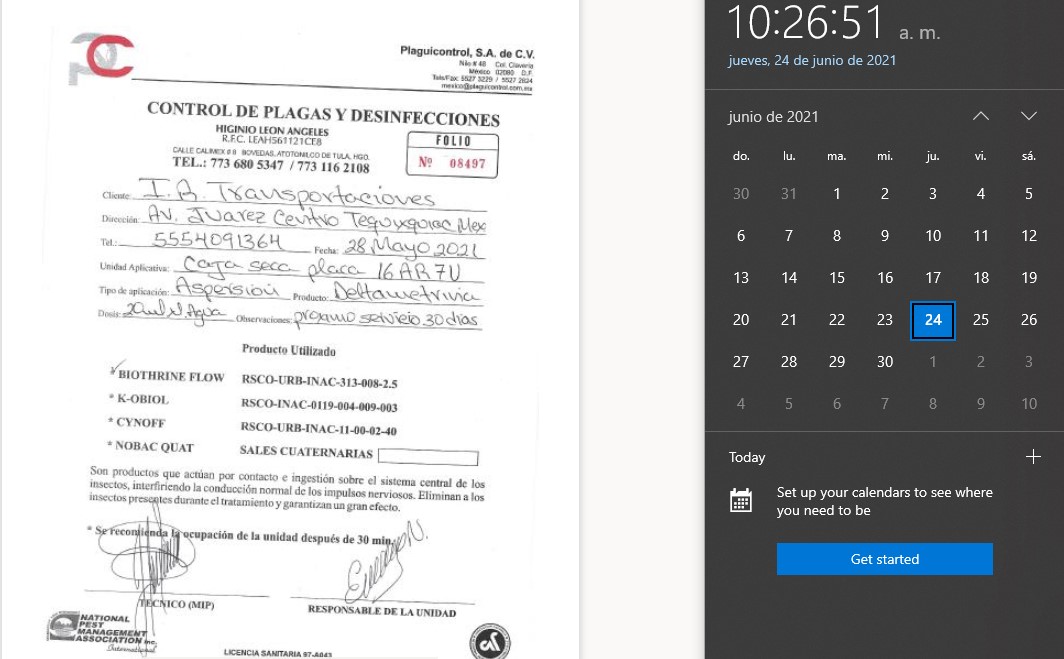 PC
Plaguicontrol, S.A. de C.V.
Nilo # 48 Col. Clavería
México 02080 D.F.
Tels/Fax: 5527 3229 / 5527 2824
mexico@plaguicontrol.com.mx
CONTROL DE PLAGAS Y DESINFECCIONES
HIGINIO LEON ANGELES
R.F.C. LEAH561121CE8
CALLE CALIMEX # 8 BOVEDAS, ATOTONILCO DE TULA, HGO.
TEL.: 773 680 5347 / 773 116 2108
FOLIO
Nº 08497
Cliente: I.B. Transportaciones
Dirección: Av. Juarez Centro Tequixquiac Mex
Tel.: 5554091364 Fecha: 28 Mayo 2021
Unidad Aplicativa: Caja seca placa 16AR7U
Tipo de aplicación: Aspersión Producto: Deltametrivia
Dosis: 20ml Agua Observaciones: proximo servicio 30 dias
Producto Utilizado
BIOTHRINE FLOW RSCO-URB-INAC-313-008-2.5
* K-OBIOL RSCO-INAC-0119-004-009-003
* CYNOFF RSCO-URB-INAC-11-00-02-40
* NOBAC QUAT SALES CUATERNARIAS
Son productos que actúan por contacto e ingestión sobre el sistema central de los
insectos, interfiriendo la conducción normal de los impulsos nerviosos. Eliminan a los
insectos presentes durante el tratamiento y garantizan un gran efecto.
* Se recomienda la ocupación de la unidad después de 30 min.
TÉCNICO (MIP)
RESPONSABLE DE LA UNIDAD
NATIONAL
PEST
MANAGEMENT
ASSOCIATION Inc.
International
LICENCIA SANITARIA 97-A043
10:26:51 a. m.
jueves, 24 de junio de 2021
junio de 2021
do. lu. ma. mi. ju. vi. sá.
30 31 1 2 3 4 5
6 7 8 9 10 11 12
13 14 15 16 17 18 19
20 21 22 23 24 25 26
27 28 29 30 1 2 3
4 5 6 7 8 9 10
Today
Set up your calendars to see where
you need to be
Get started